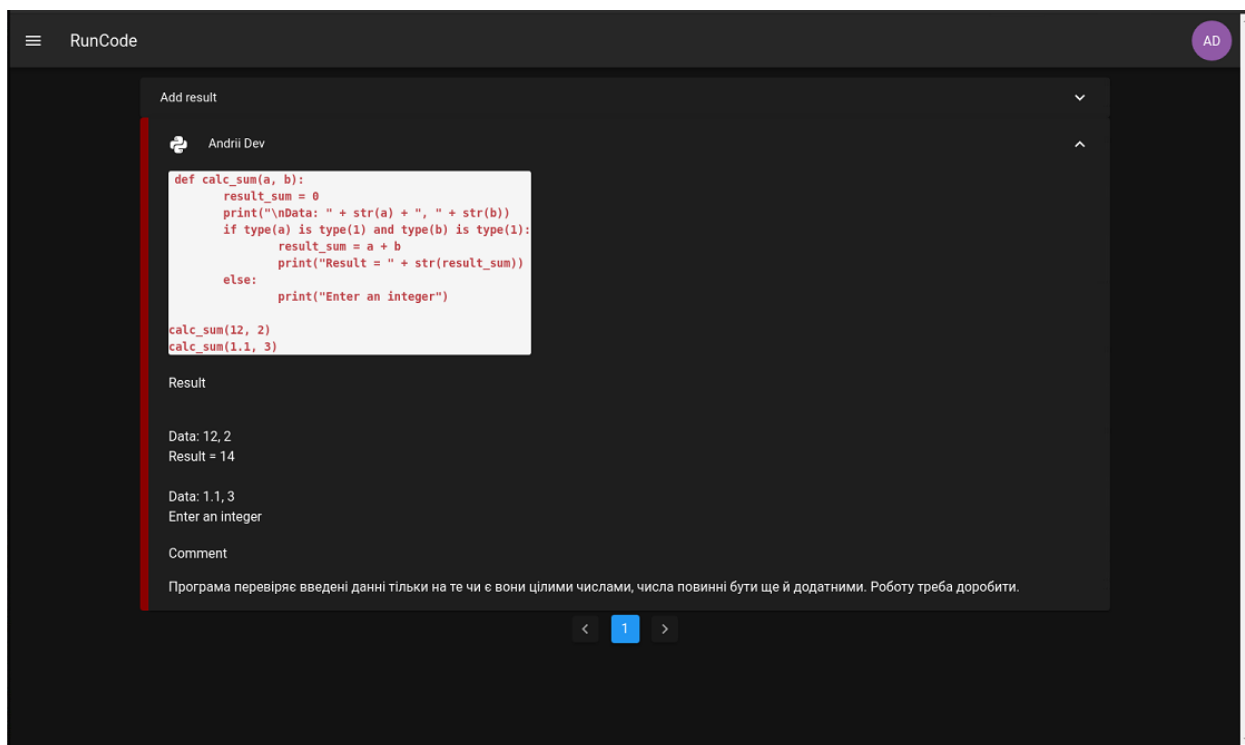 RunCode
AD
Add result
Andrii Dev
def calc_sum(a, b):
result_sum = 0
print("\nData: " + str(a) + ", " + str(b))
if type(a) is type(1) and type(b) is type(1):
result_sum = a + b
print("Result = " + str(result_sum))
else:
print("Enter an integer")
calc_sum(12, 2)
calc_sum(1.1, 3)
Result
Data: 12, 2
Result = 14
Data: 1.1, 3
Enter an integer
Comment
Програма перевіряє введені данні тільки на те чи є вони цілими числами, числа повинні бути ще й додатними. Роботу треба доробити.
1